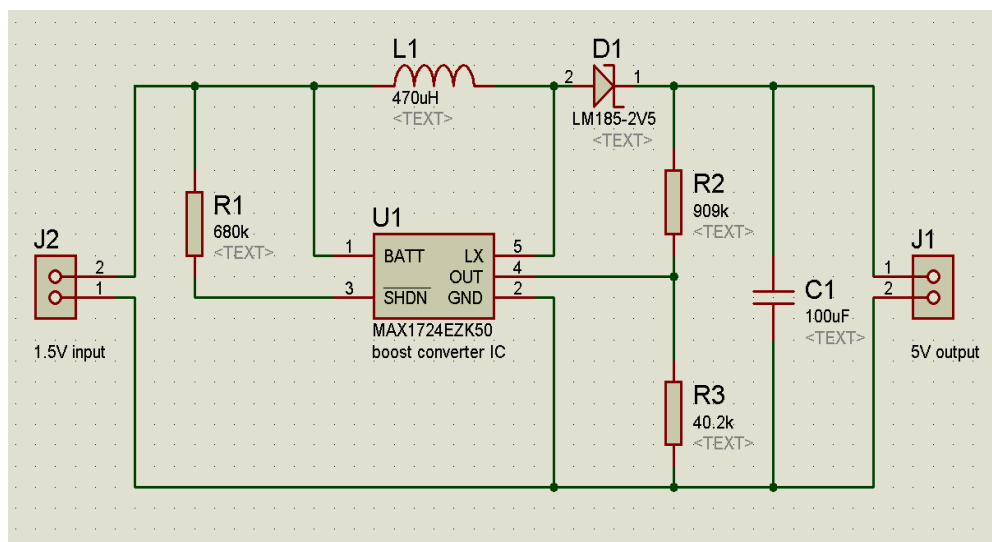 L1
470uH
<TEXT>
D1
2
1
LM185-2V5
<TEXT>
R1
680k
<TEXT>
R2
909k
<TEXT>
J2
2
1
1.5V input
U1
1
BATT
LX
5
OUT
4
3
SHDN
GND
2
MAX1724EZK50
boost converter IC
C1
100uF
<TEXT>
J1
1
2
5V output
R3
40.2k
<TEXT>